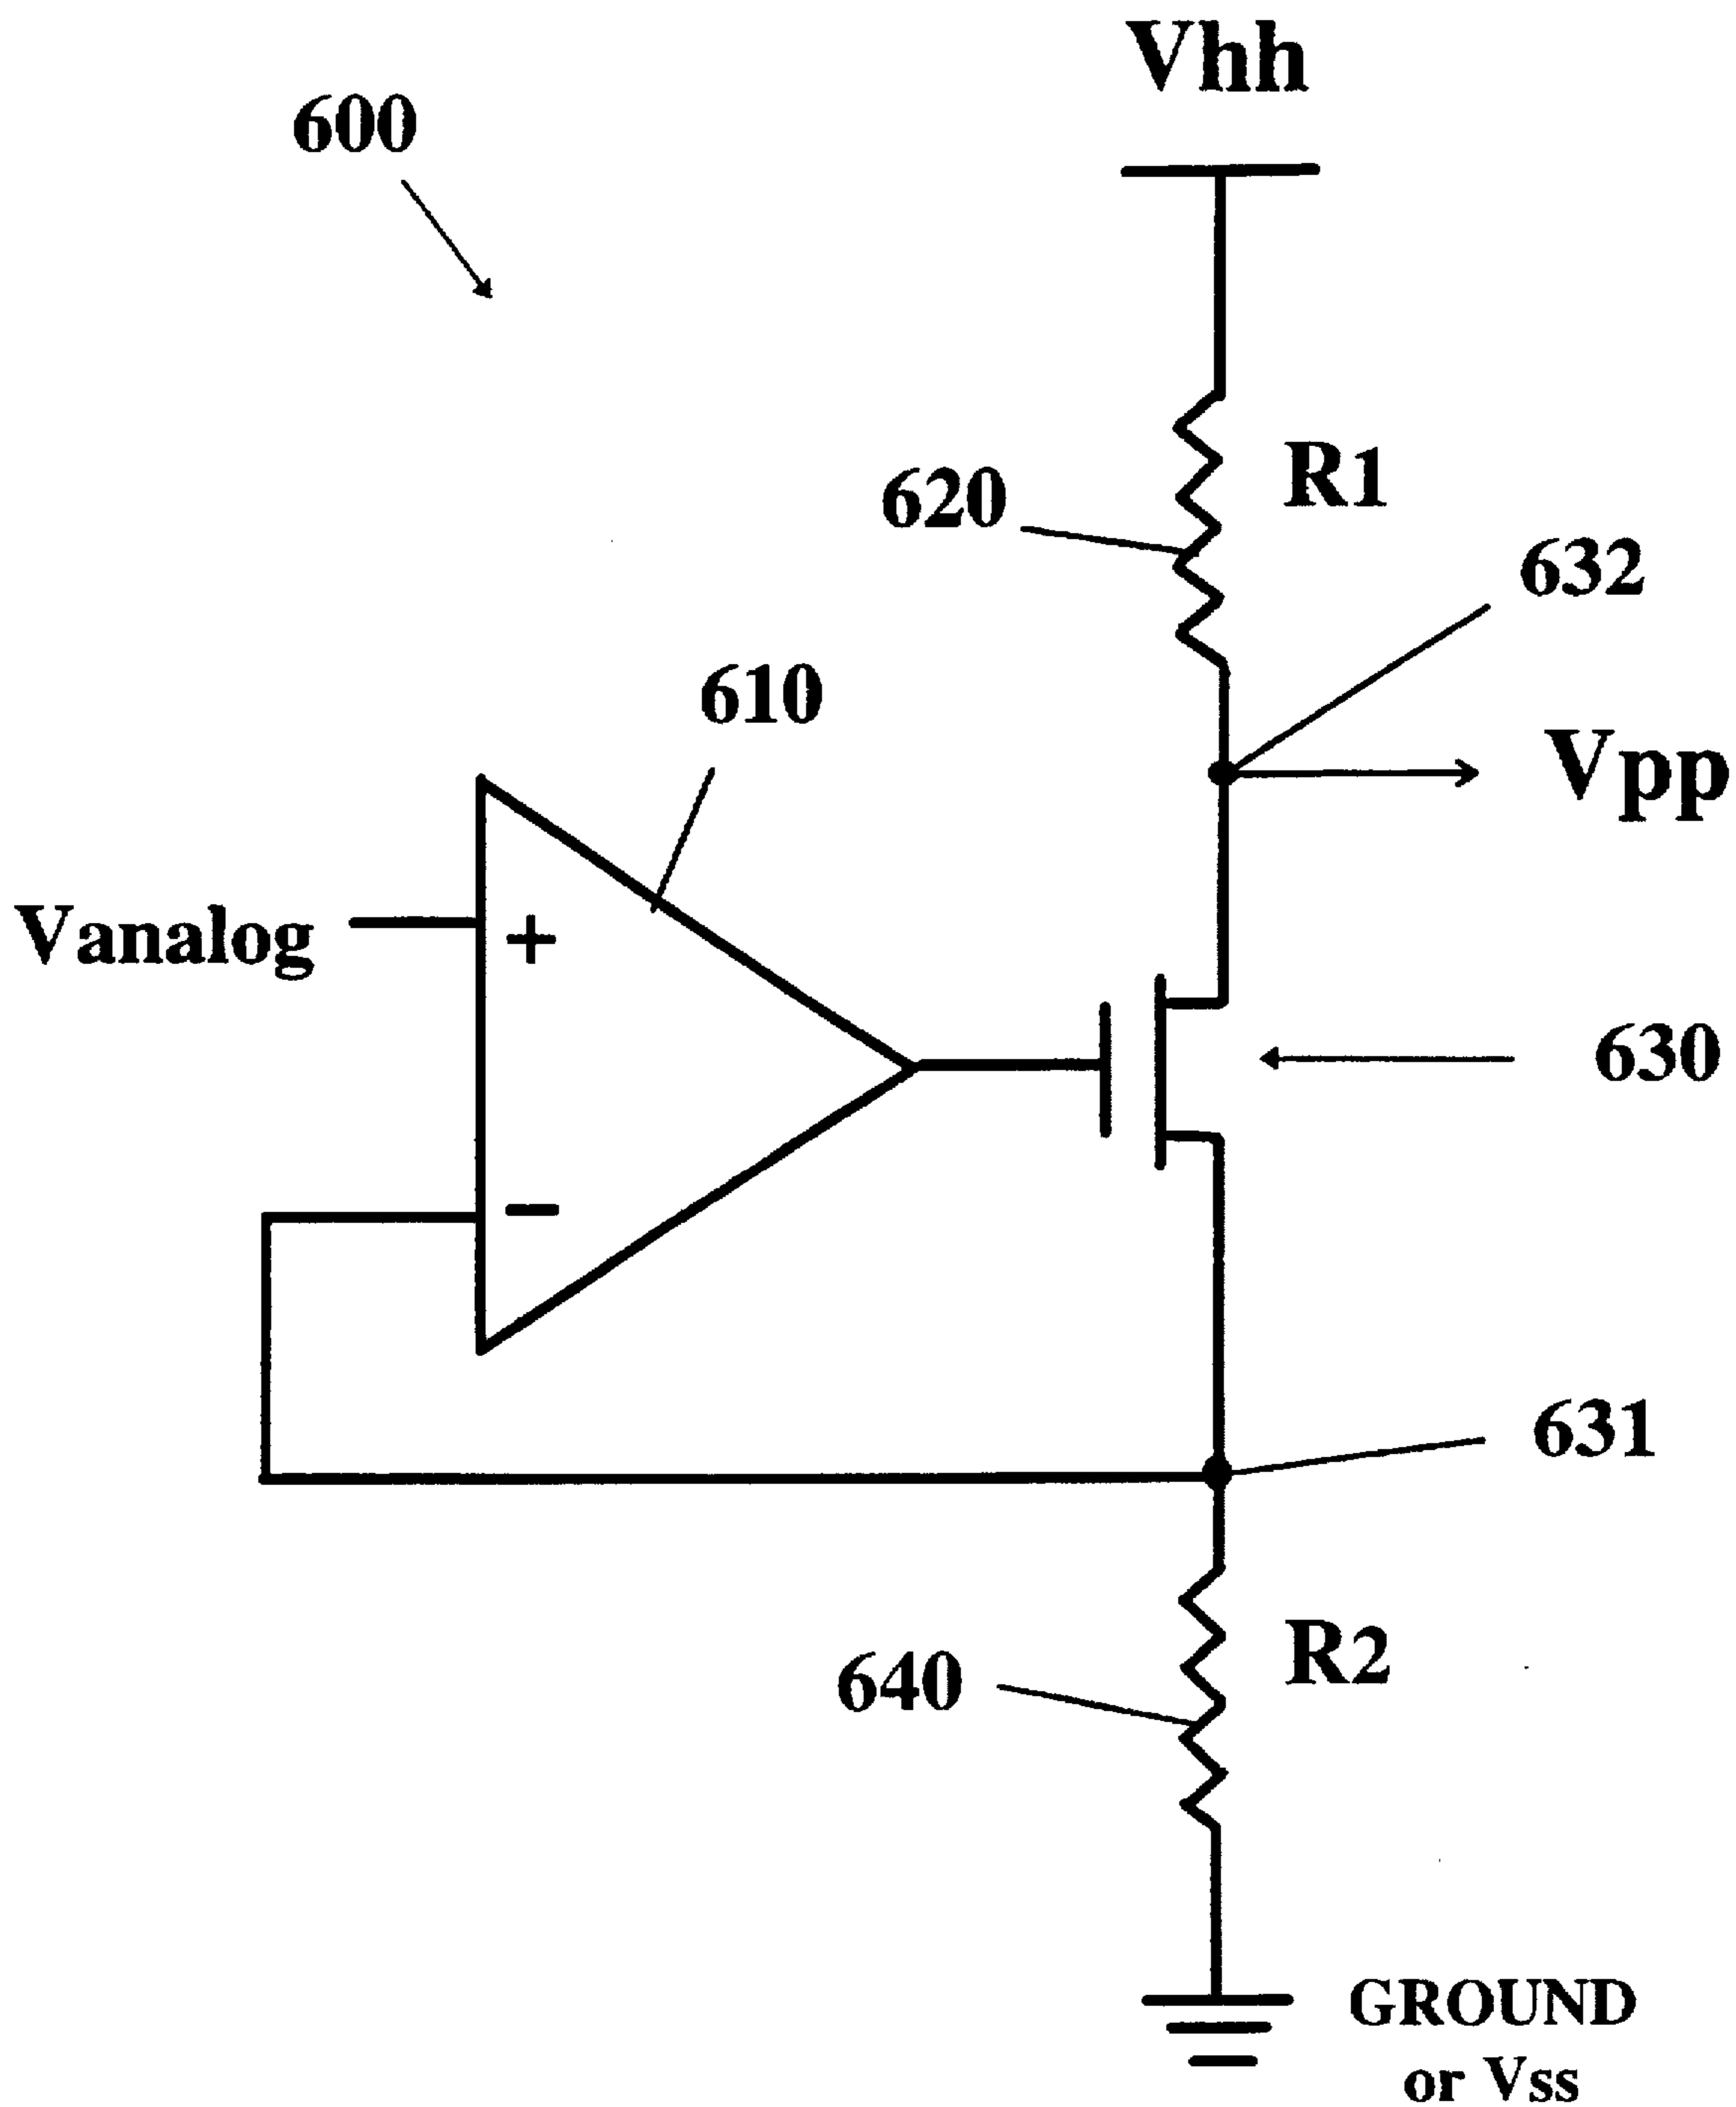 Vhh
600
R1
620
632
610
Vpp
Vanalog
+
630
−
631
R2
640
GROUND
or Vss